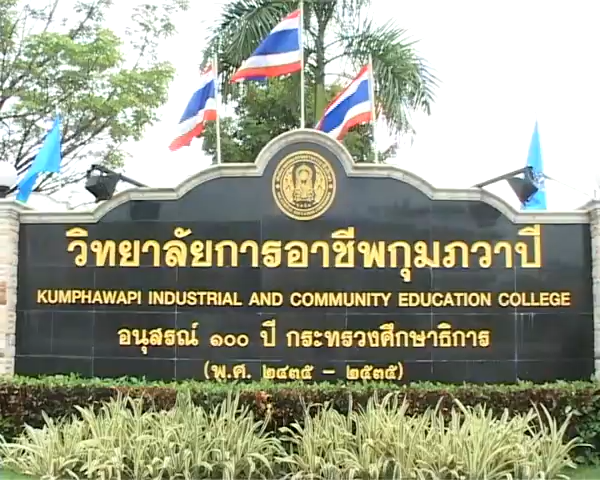 วิทยาลัยการอาชีพกุมภวาปี
KUMPHAWAPI INDUSTRIAL AND COMMUNITY EDUCATION COLLEGE
อนุสรณ์ ๑๐๐ ปี กระทรวงศึกษาธิการ
(พ.ศ. ๒๔๓๕ - ๒๕๓๕)